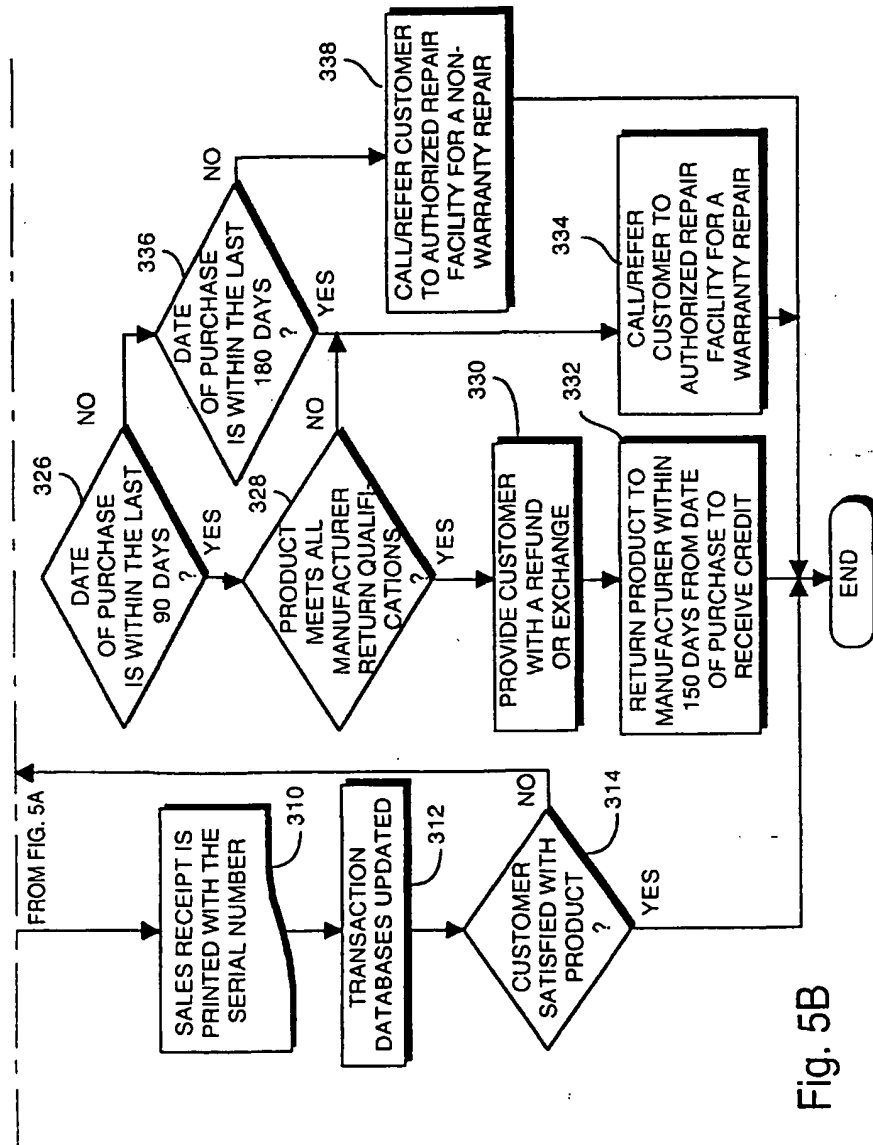 FROM FIG. 5A
SALES RECEIPT IS
PRINTED WITH THE
SERIAL NUMBER
310
TRANSACTION
DATABASES UPDATED
312
CUSTOMER
SATISFIED WITH
PRODUCT
?
314
NO
YES
326
DATE
OF PURCHASE
IS WITHIN THE LAST
90 DAYS
?
NO
YES
328
PRODUCT
MEETS ALL
MANUFACTURER
RETURN QUALIFI-
CATIONS
?
NO
YES
330
PROVIDE CUSTOMER
WITH A REFUND
OR EXCHANGE
332
RETURN PRODUCT TO
MANUFACTURER WITHIN
150 DAYS FROM DATE
OF PURCHASE TO
RECEIVE CREDIT
336
DATE
OF PURCHASE
IS WITHIN THE LAST
180 DAYS
?
NO
YES
338
CALL/REFER CUSTOMER
TO AUTHORIZED REPAIR
FACILITY FOR A NON-
WARRANTY REPAIR
334
CALL/REFER
CUSTOMER TO
AUTHORIZED REPAIR
FACILITY FOR A
WARRANTY REPAIR
END
Fig. 5B